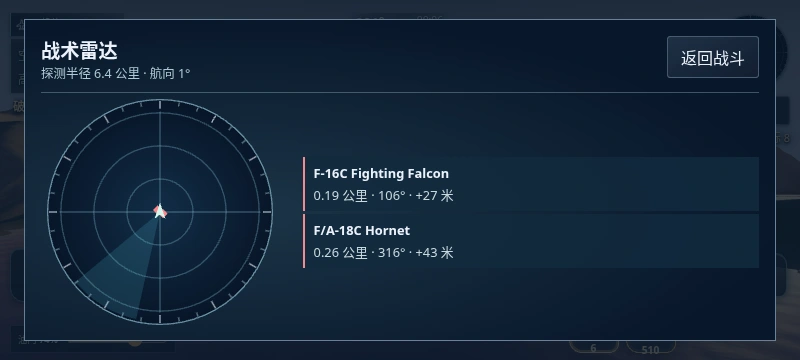 战术雷达
探测半径 6.4 公里 · 航向 1°
返回战斗
F-16C Fighting Falcon
0.19 公里 · 106° · +27 米
F/A-18C Hornet
0.26 公里 · 316° · +43 米
6
510